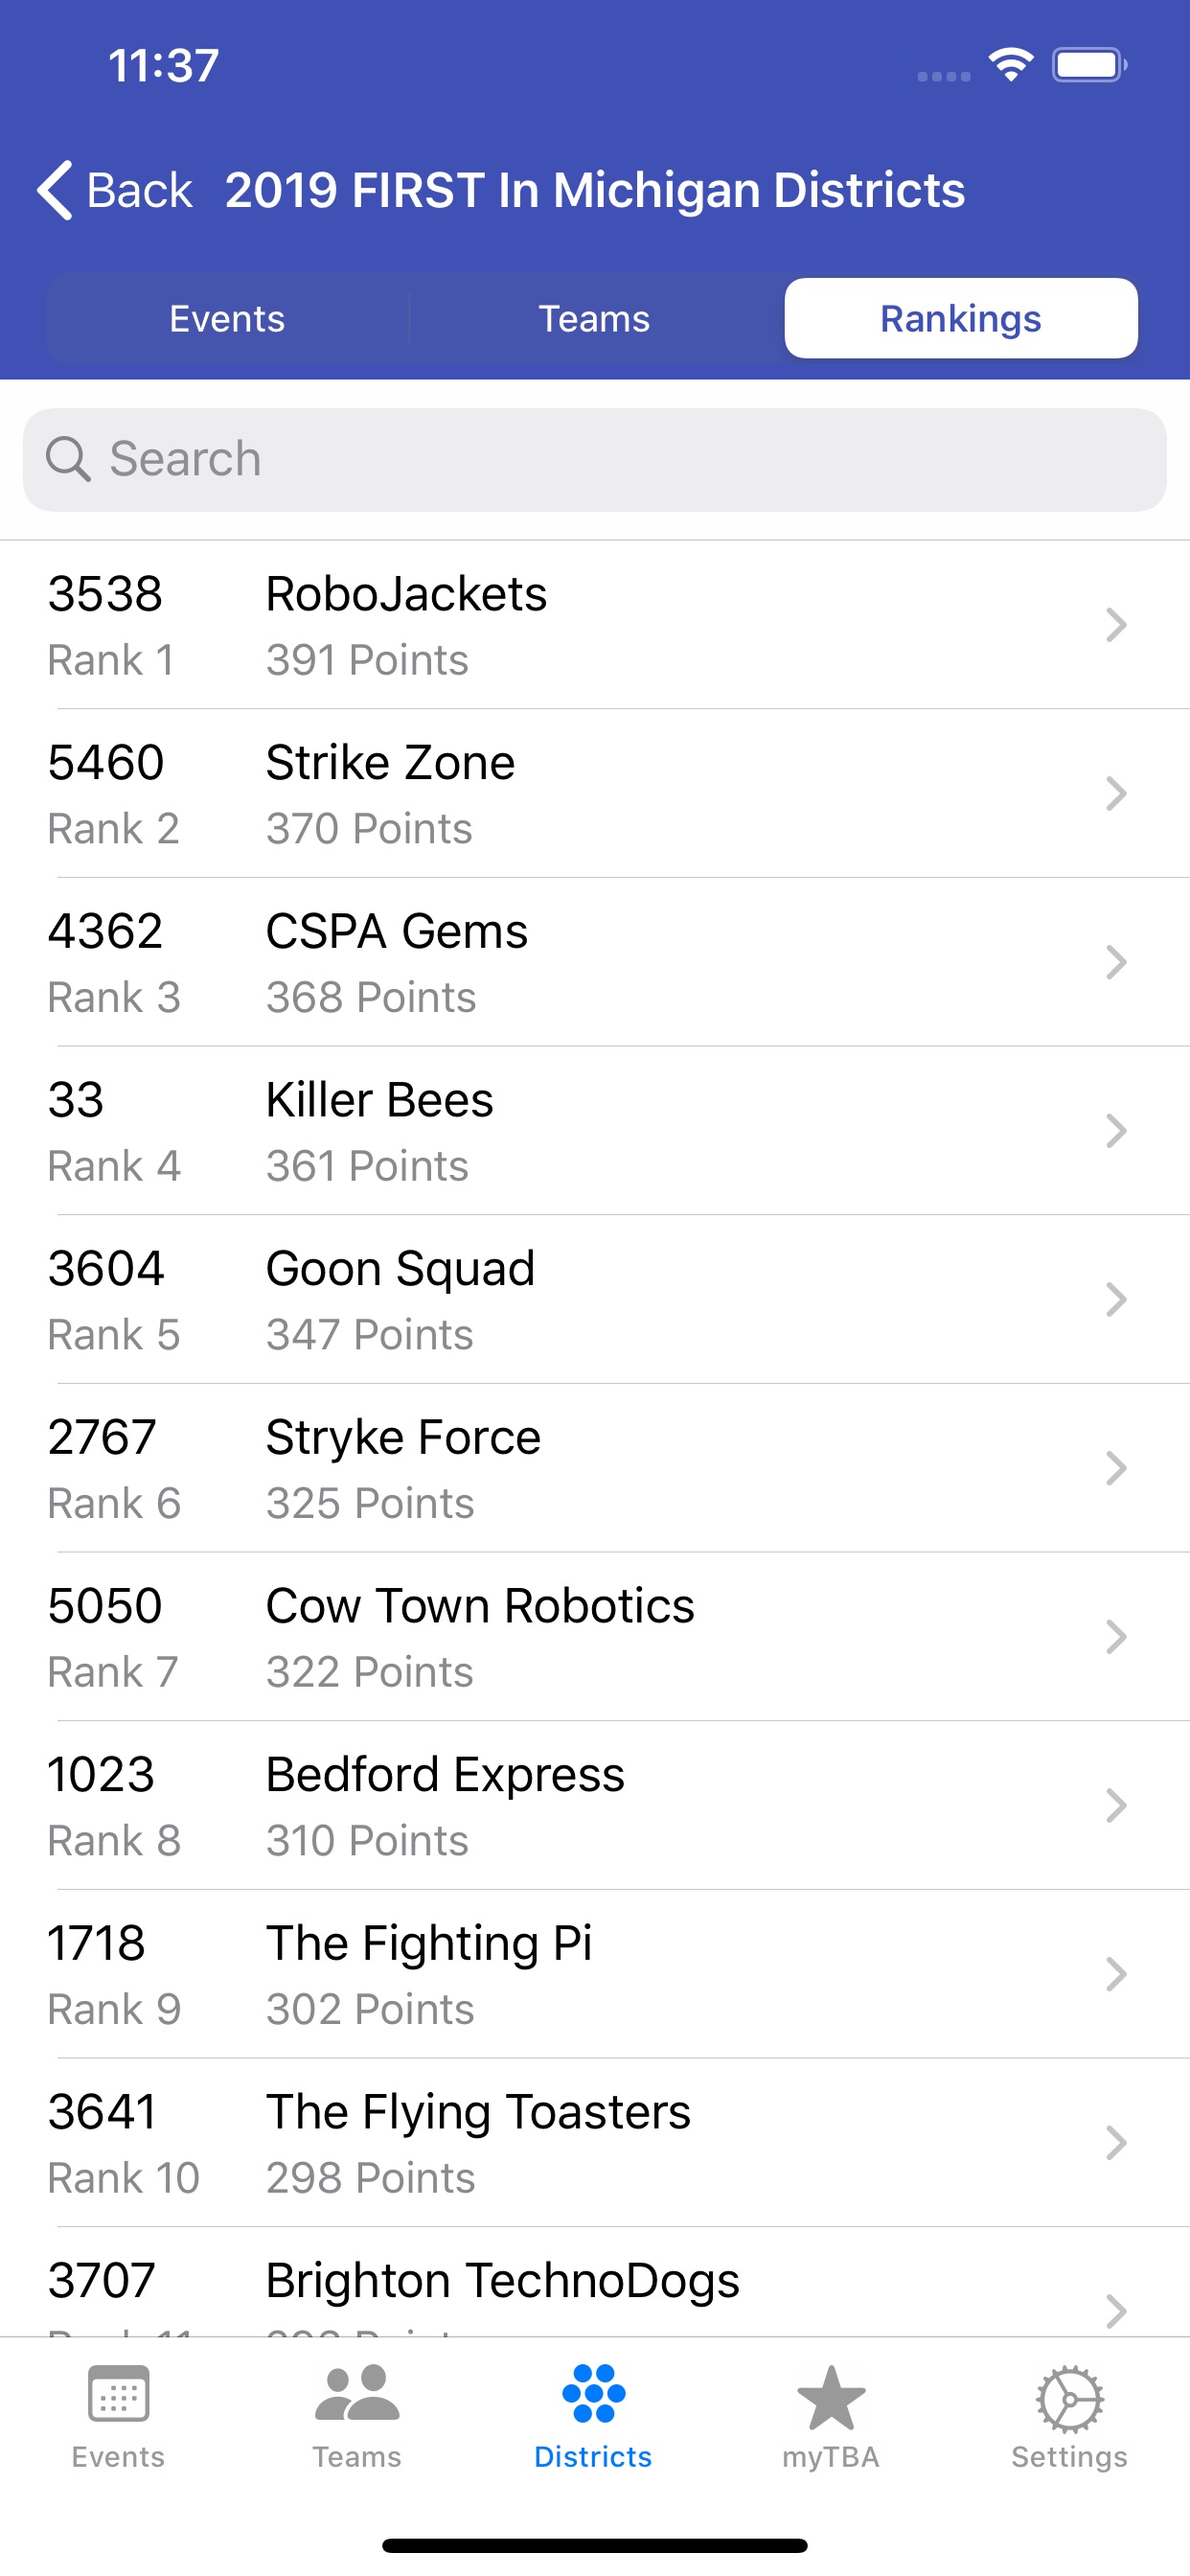 11:37
Back 2019 FIRST In Michigan Districts
Events Teams Rankings
Search
3538 RoboJackets
Rank 1 391 Points
5460 Strike Zone
Rank 2 370 Points
4362 CSPA Gems
Rank 3 368 Points
33 Killer Bees
Rank 4 361 Points
3604 Goon Squad
Rank 5 347 Points
2767 Stryke Force
Rank 6 325 Points
5050 Cow Town Robotics
Rank 7 322 Points
1023 Bedford Express
Rank 8 310 Points
1718 The Fighting Pi
Rank 9 302 Points
3641 The Flying Toasters
Rank 10 298 Points
3707 Brighton TechnoDogs
Events Teams Districts myTBA Settings